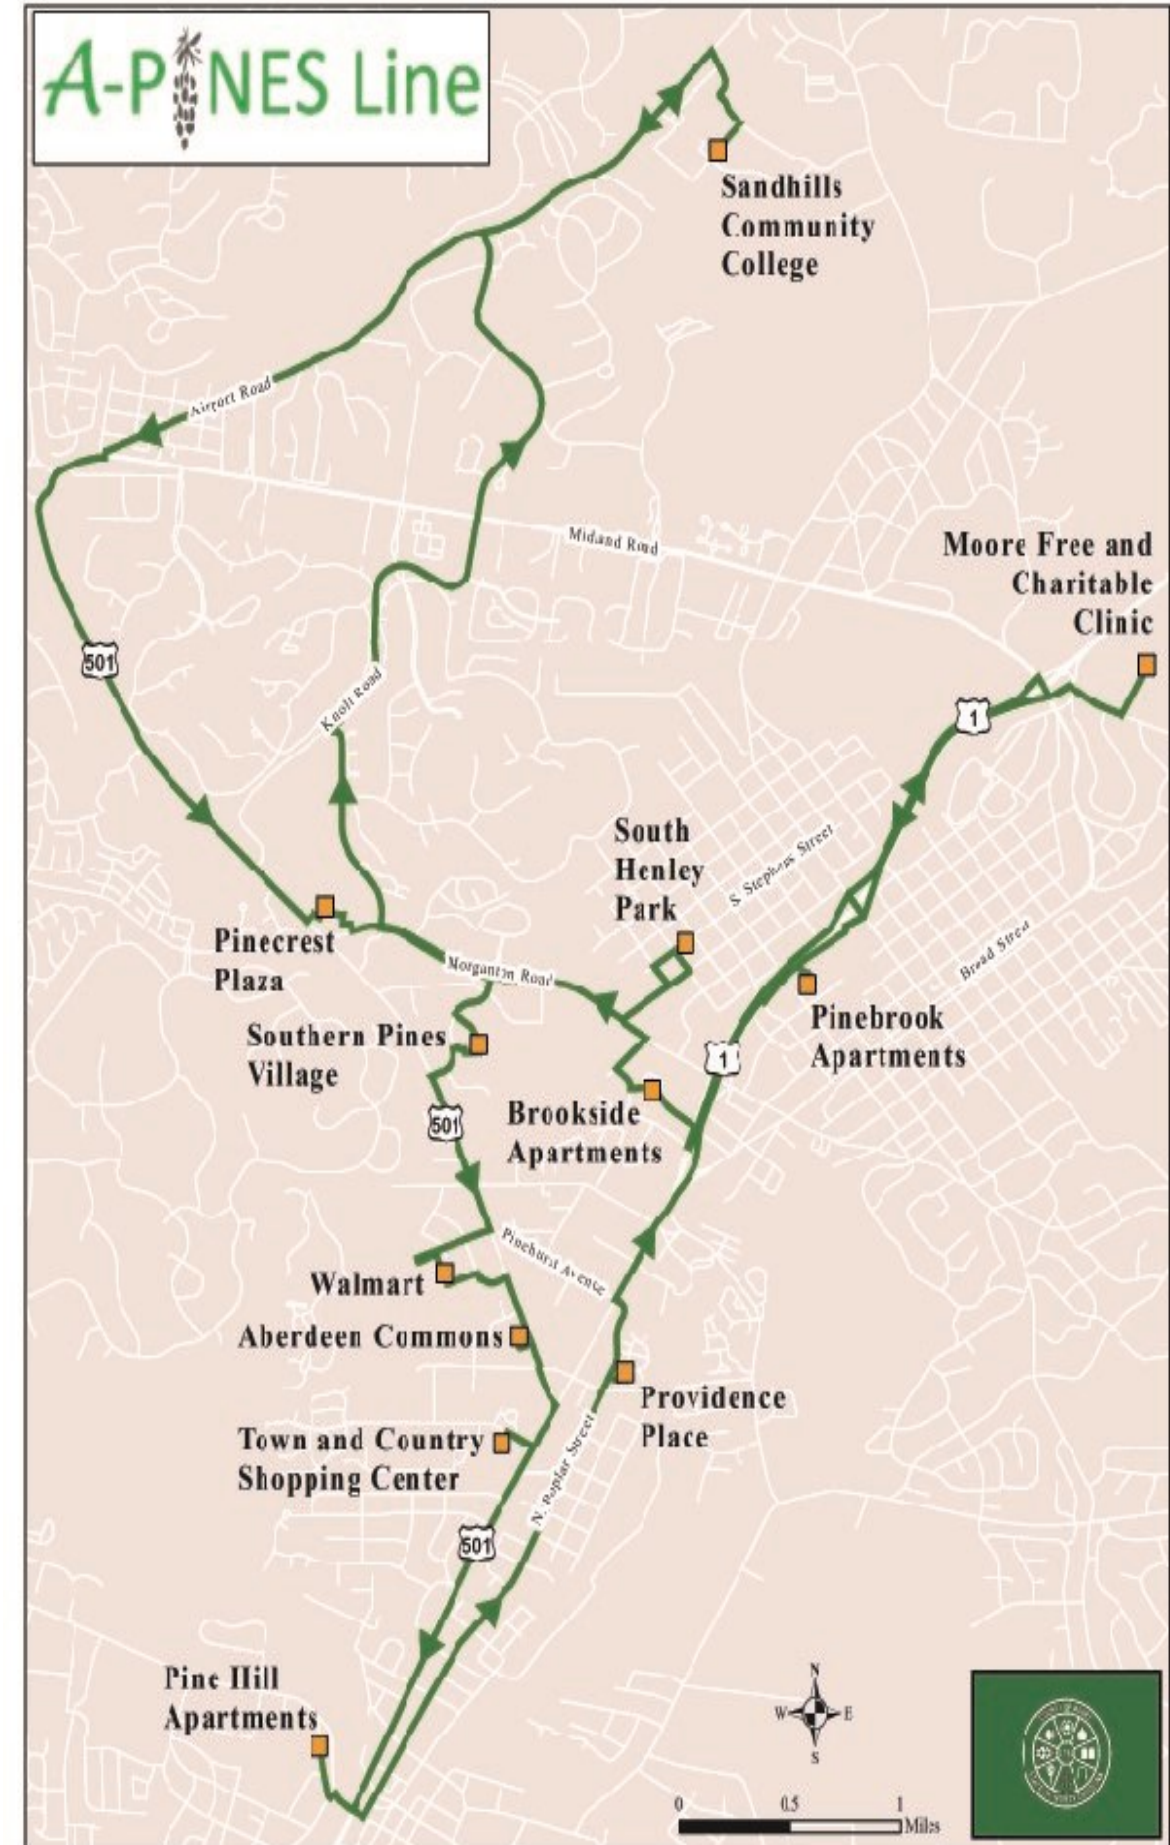 A-PINES Line
Sandhills
Community
College
Airport Road
Midland Road
Moore Free and
Charitable
Clinic
501
Knoll Road
1
South
Henley
Park
S. Stephens Street
Pinecrest
Plaza
Morganton Road
Broad Street
Southern Pines
Village
Pinebrook
Apartments
1
501
Brookside
Apartments
Pinehurst Avenue
Walmart
Aberdeen Commons
Providence
Place
Town and Country
Shopping Center
N. Poplar Street
501
Pine Hill
Apartments
N
W E
S
0 0.5 1
Miles